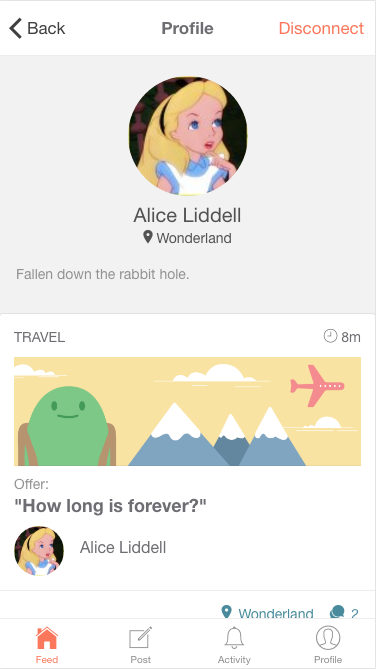 Back Profile Disconnect
Alice Liddell
Wonderland
Fallen down the rabbit hole.
TRAVEL 8m
Offer:
"How long is forever?"
Alice Liddell
Wonderland 2
Feed Post Activity Profile